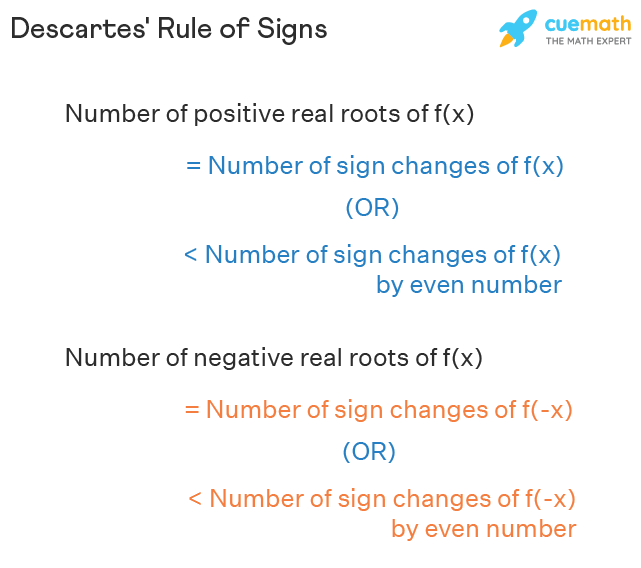 Descartes' Rule of Signs
cuemath
THE MATH EXPERT
Number of positive real roots of f(x)
= Number of sign changes of f(x)
(OR)
< Number of sign changes of f(x)
by even number
Number of negative real roots of f(x)
= Number of sign changes of f(-x)
(OR)
< Number of sign changes of f(-x)
by even number